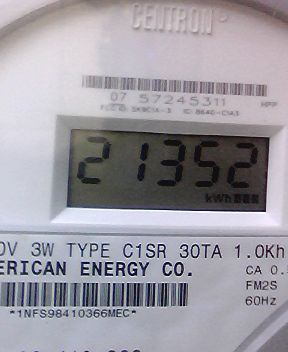 CENTRON
07 57245311 HPP
21352
kWh
0V 3W TYPE C1SR 30TA 1.0Kh
ERICAN ENERGY CO. CA 0.
FM2S
60Hz
*1NFS98410366MEC*